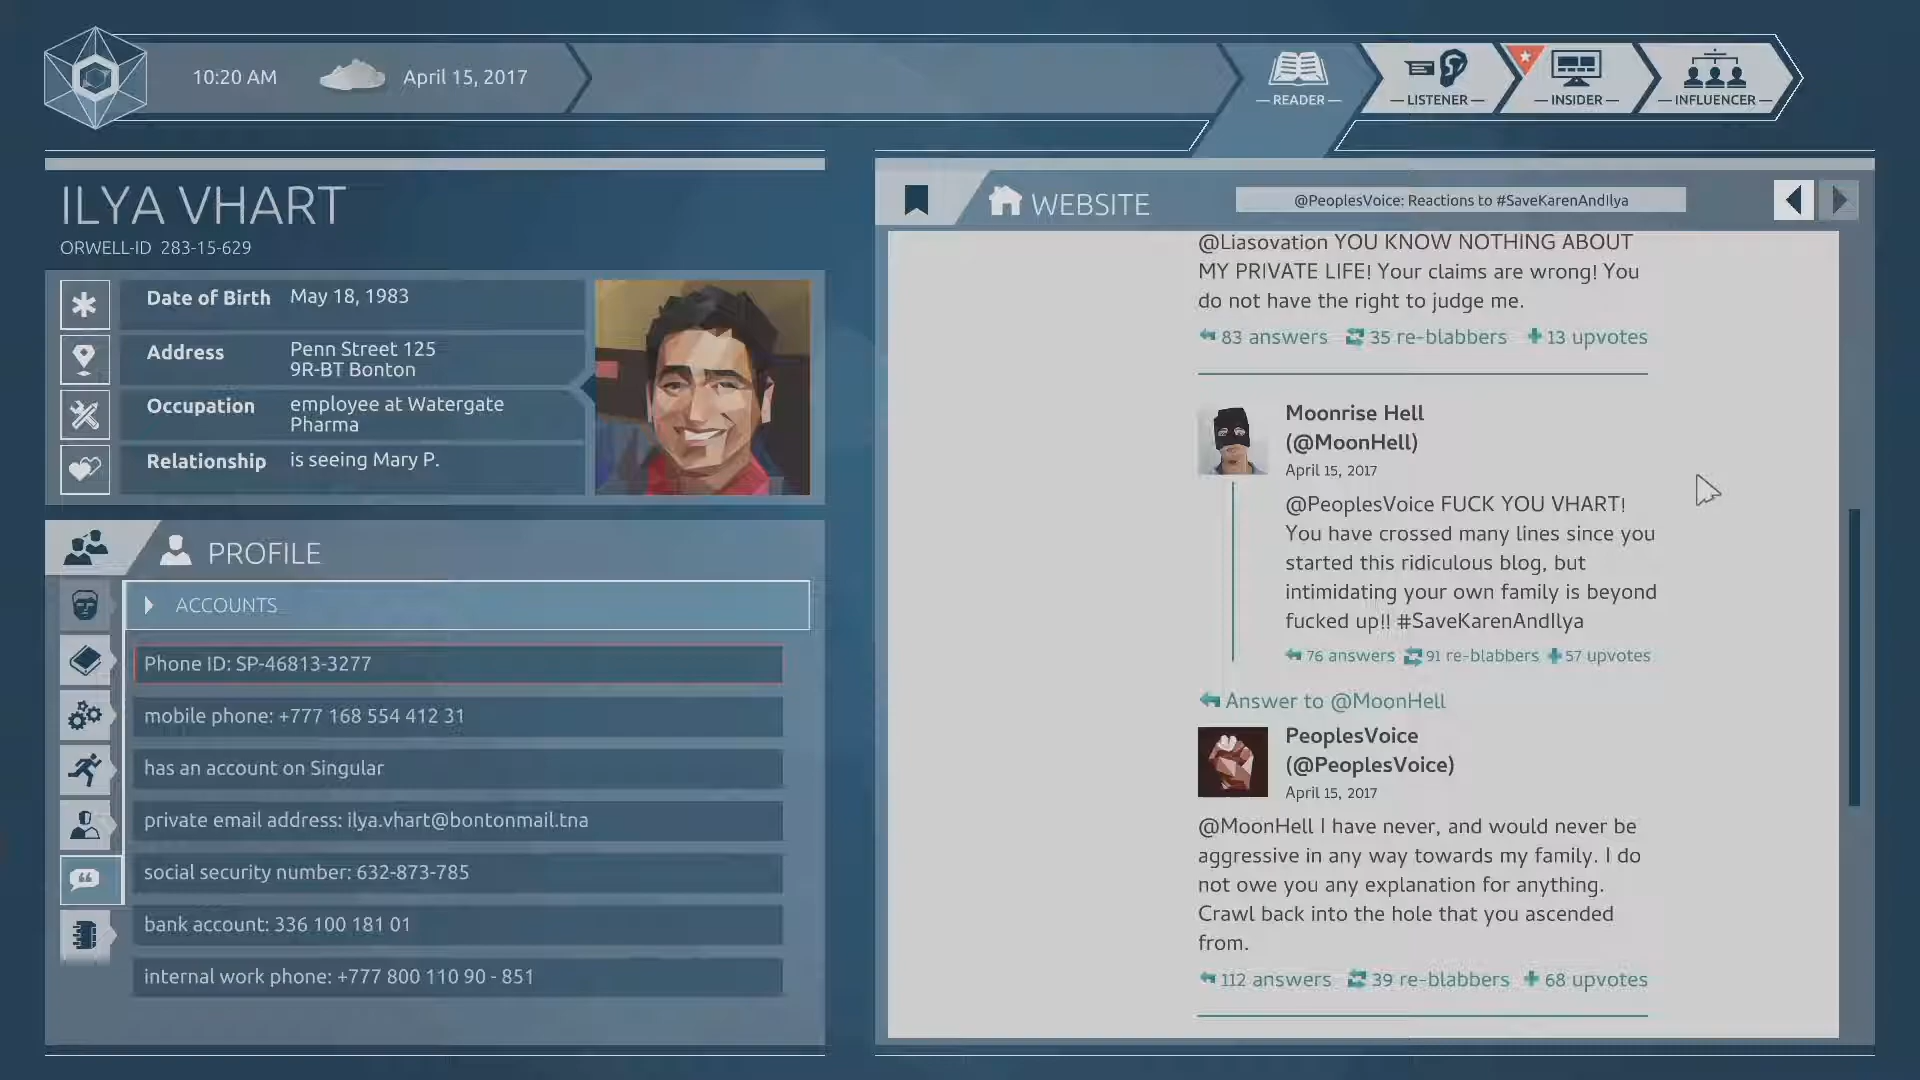 10:20 AM
April 15, 2017
READER
LISTENER
INSIDER
INFLUENCER
ILYA VHART
ORWELL-ID 283-15-629
Date of Birth May 18, 1983
Address Penn Street 125
9R-BT Bonton
Occupation employee at Watergate
Pharma
Relationship is seeing Mary P.
PROFILE
ACCOUNTS
Phone ID: SP-46813-3277
mobile phone: +777 168 554 412 31
has an account on Singular
private email address: ilya.vhart@bontonmail.tna
social security number: 632-873-785
bank account: 336 100 181 01
internal work phone: +777 800 110 90 - 851
WEBSITE
@PeoplesVoice: Reactions to #SaveKarenAndIlya
@Liasovation YOU KNOW NOTHING ABOUT
MY PRIVATE LIFE! Your claims are wrong! You
do not have the right to judge me.
83 answers 35 re-blabbers 13 upvotes
Moonrise Hell
(@MoonHell)
April 15, 2017
@PeoplesVoice FUCK YOU VHART!
You have crossed many lines since you
started this ridiculous blog, but
intimidating your own family is beyond
fucked up!! #SaveKarenAndIlya
76 answers 91 re-blabbers 57 upvotes
Answer to @MoonHell
PeoplesVoice
(@PeoplesVoice)
April 15, 2017
@MoonHell I have never, and would never be
aggressive in any way towards my family. I do
not owe you any explanation for anything.
Crawl back into the hole that you ascended
from.
112 answers 39 re-blabbers 68 upvotes